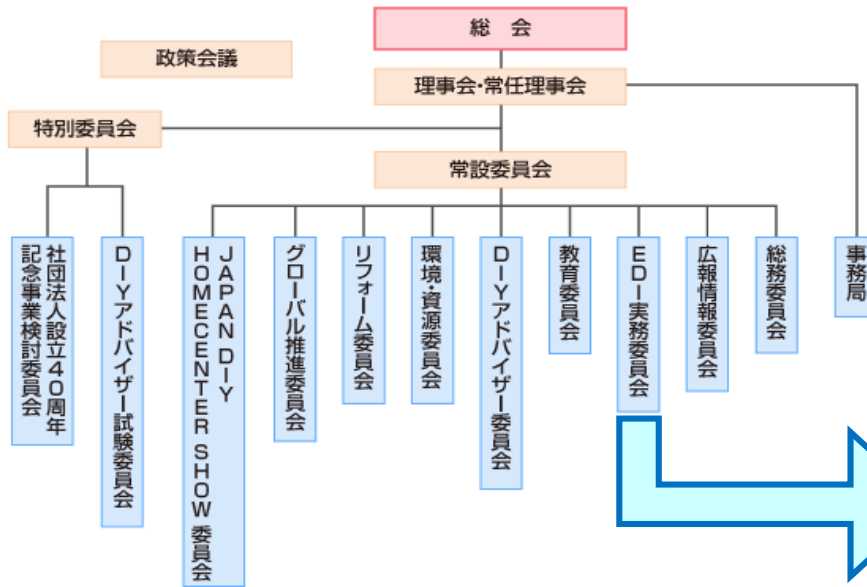 総 会
政策会議
理事会・常任理事会
特別委員会
常設委員会
社団法人設立40周年
記念事業検討委員会
DIYアドバイザー試験委員会
JAPAN DIY
HOMECENTER SHOW 委員会
グローバル推進委員会
リフォーム委員会
環境・資源委員会
DIYアドバイザー委員会
教育委員会
EDI実務委員会
広報情報委員会
総務委員会
事務局